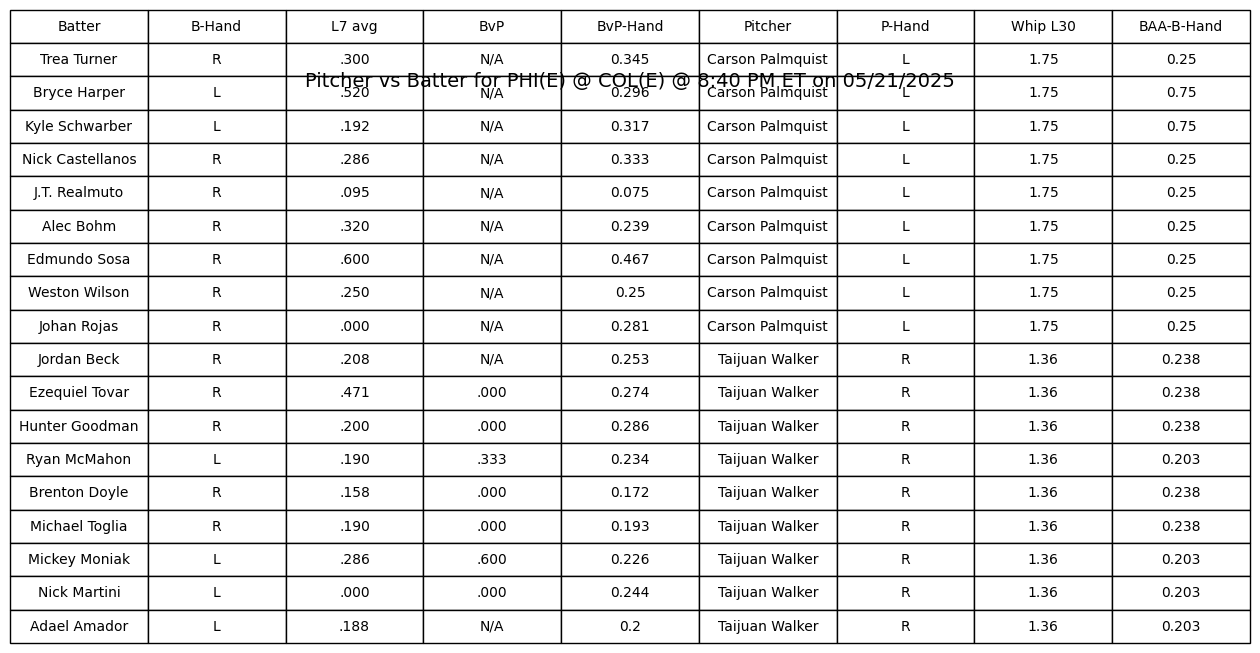 Batter B-Hand L7 avg BvP BvP-Hand Pitcher P-Hand Whip L30 BAA-B-Hand
Trea Turner R .300 N/A 0.345 Carson Palmquist L 1.75 0.25
Pitcher vs Batter for PHI(E) @ COL(E) @ 8:40 PM ET on 05/21/2025
Bryce Harper L .520 N/A 0.296 Carson Palmquist L 1.75 0.75
Kyle Schwarber L .192 N/A 0.317 Carson Palmquist L 1.75 0.75
Nick Castellanos R .286 N/A 0.333 Carson Palmquist L 1.75 0.25
J.T. Realmuto R .095 N/A 0.075 Carson Palmquist L 1.75 0.25
Alec Bohm R .320 N/A 0.239 Carson Palmquist L 1.75 0.25
Edmundo Sosa R .600 N/A 0.467 Carson Palmquist L 1.75 0.25
Weston Wilson R .250 N/A 0.25 Carson Palmquist L 1.75 0.25
Johan Rojas R .000 N/A 0.281 Carson Palmquist L 1.75 0.25
Jordan Beck R .208 N/A 0.253 Taijuan Walker R 1.36 0.238
Ezequiel Tovar R .471 .000 0.274 Taijuan Walker R 1.36 0.238
Hunter Goodman R .200 .000 0.286 Taijuan Walker R 1.36 0.238
Ryan McMahon L .190 .333 0.234 Taijuan Walker R 1.36 0.203
Brenton Doyle R .158 .000 0.172 Taijuan Walker R 1.36 0.238
Michael Toglia R .190 .000 0.193 Taijuan Walker R 1.36 0.238
Mickey Moniak L .286 .600 0.226 Taijuan Walker R 1.36 0.203
Nick Martini L .000 .000 0.244 Taijuan Walker R 1.36 0.203
Adael Amador L .188 N/A 0.2 Taijuan Walker R 1.36 0.203